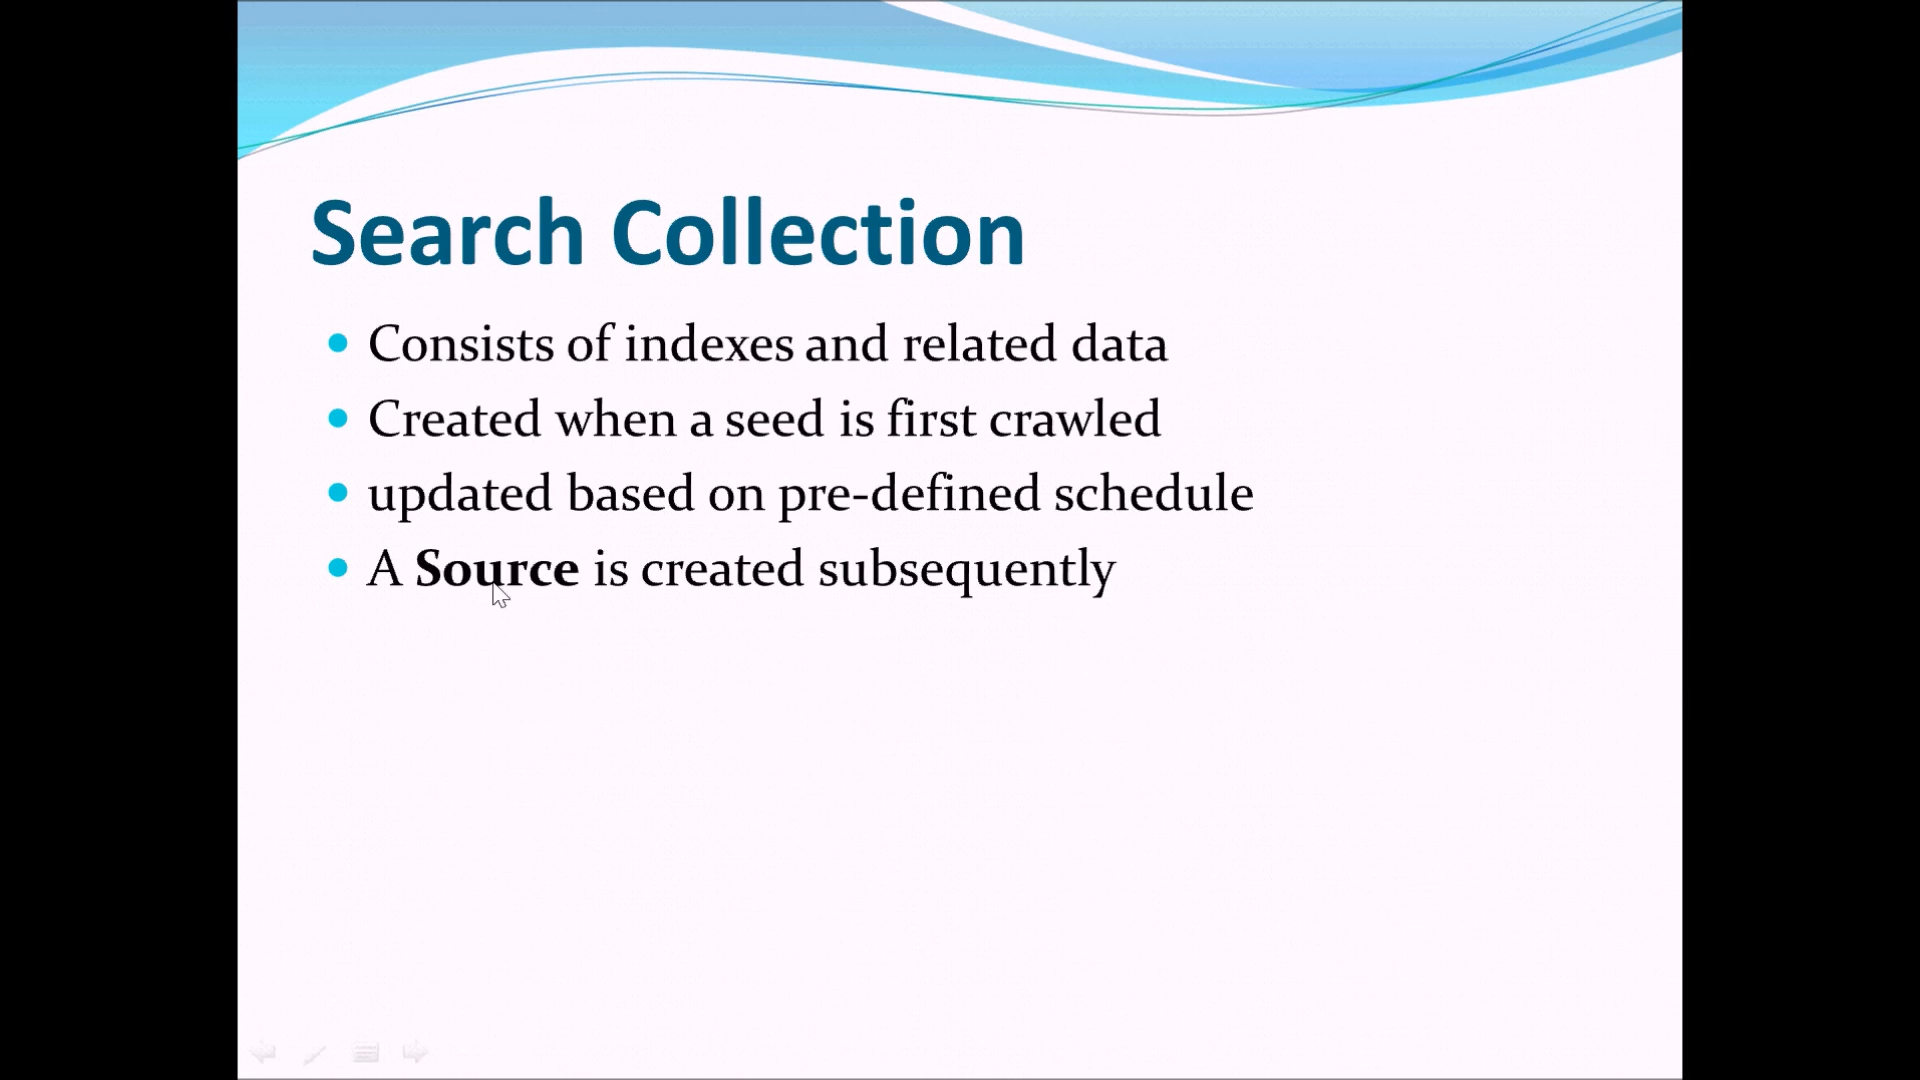 Search Collection
Consists of indexes and related data
Created when a seed is first crawled
updated based on pre-defined schedule
A Source is created subsequently